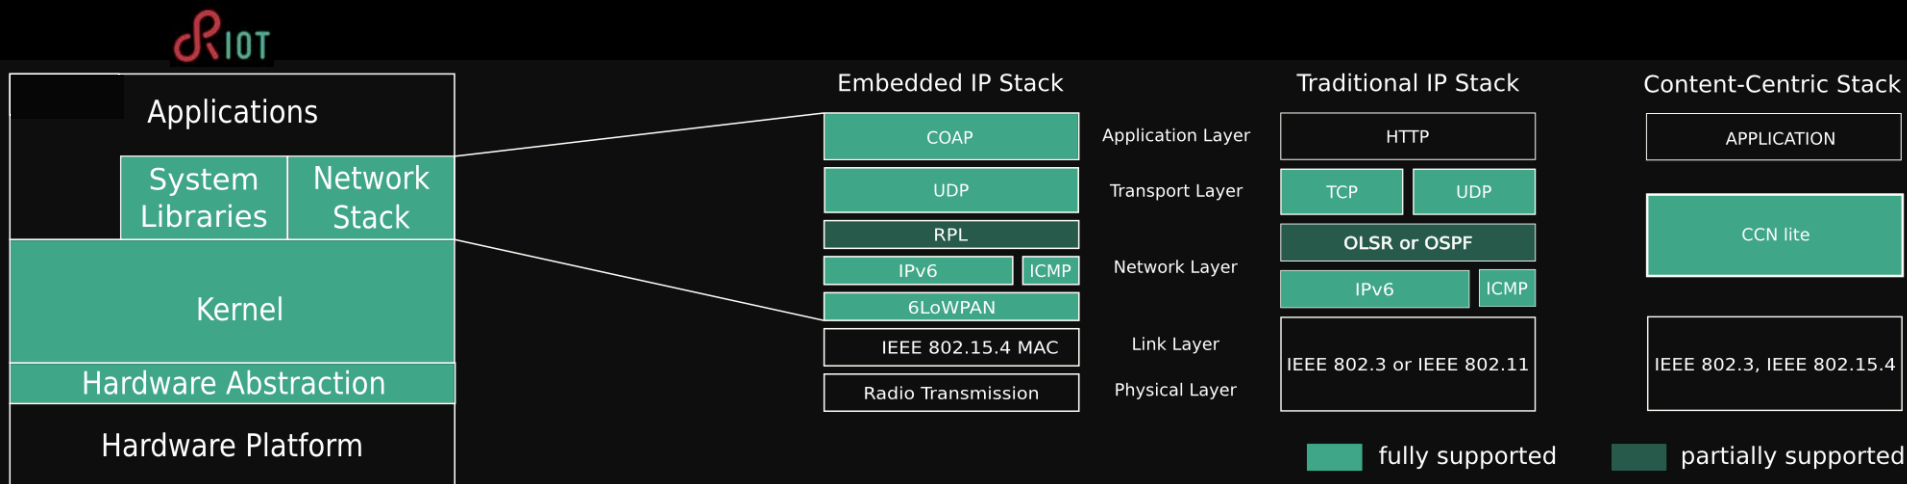 RIOT
Applications
System
Libraries
Network
Stack
Kernel
Hardware Abstraction
Hardware Platform
Embedded IP Stack
COAP
UDP
RPL
IPv6
ICMP
6LoWPAN
IEEE 802.15.4 MAC
Radio Transmission
Application Layer
Transport Layer
Network Layer
Link Layer
Physical Layer
Traditional IP Stack
HTTP
TCP
UDP
OLSR or OSPF
IPv6
ICMP
IEEE 802.3 or IEEE 802.11
Content-Centric Stack
APPLICATION
CCN lite
IEEE 802.3, IEEE 802.15.4
fully supported
partially supported